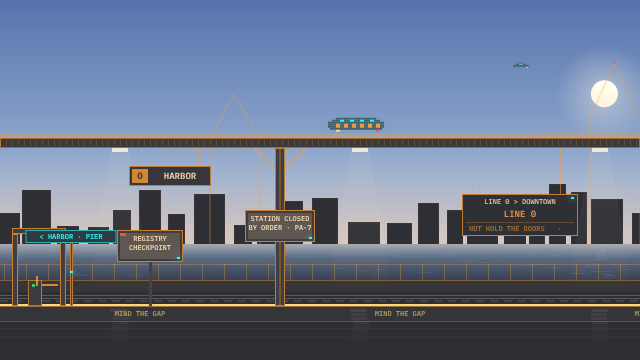 0 HARBOR
STATION CLOSED
BY ORDER · PA-7
LINE 0 > DOWNTOWN
LINE 0
NOT HOLD THE DOORS ·
< HARBOR · PIER
REGISTRY
CHECKPOINT
MIND THE GAP
MIND THE GAP
M